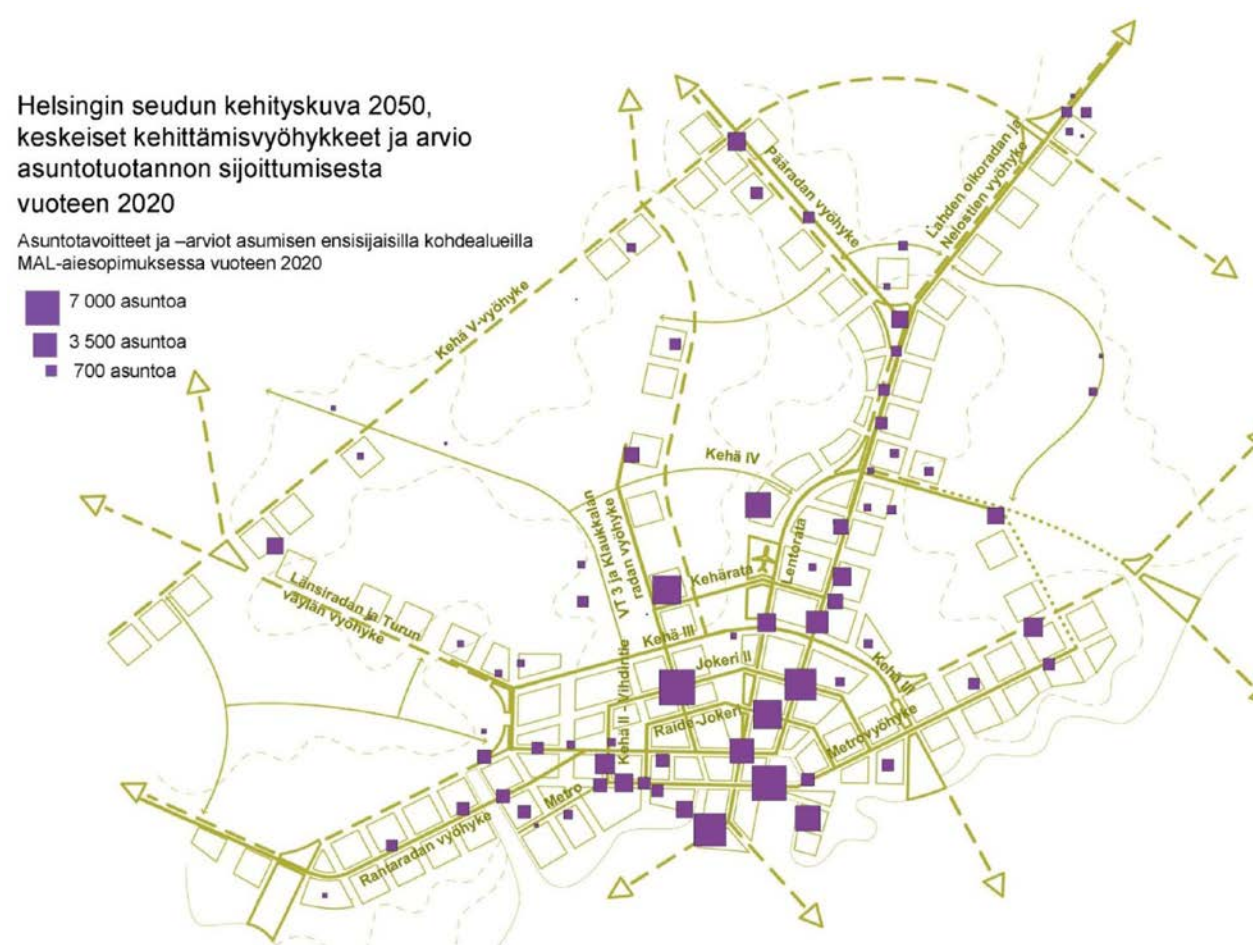 Helsingin seudun kehityskuva 2050,
keskeiset kehittämisvyöhykkeet ja arvio
asuntotuotannon sijoittumisesta
vuoteen 2020
Asuntotavoitteet ja –arviot asumisen ensisijaisilla kohdealueilla
MAL-aiesopimuksessa vuoteen 2020
7 000 asuntoa
3 500 asuntoa
700 asuntoa
Pääradan vyöhyke
Lahden oikoradan ja
Nelostien vyöhyke
Kehä V-vyöhyke
Kehä IV
VT 3 ja Klaukkalan
radan vyöhyke
Lentorata
Kehärata
Länsiradan ja Turun
väylän vyöhyke
Kehä III
Jokeri II
Kehä III
Raide-Jokeri
Kehä II - Vihdintie
Metrovyöhyke
Metro
Rantaradan vyöhyke